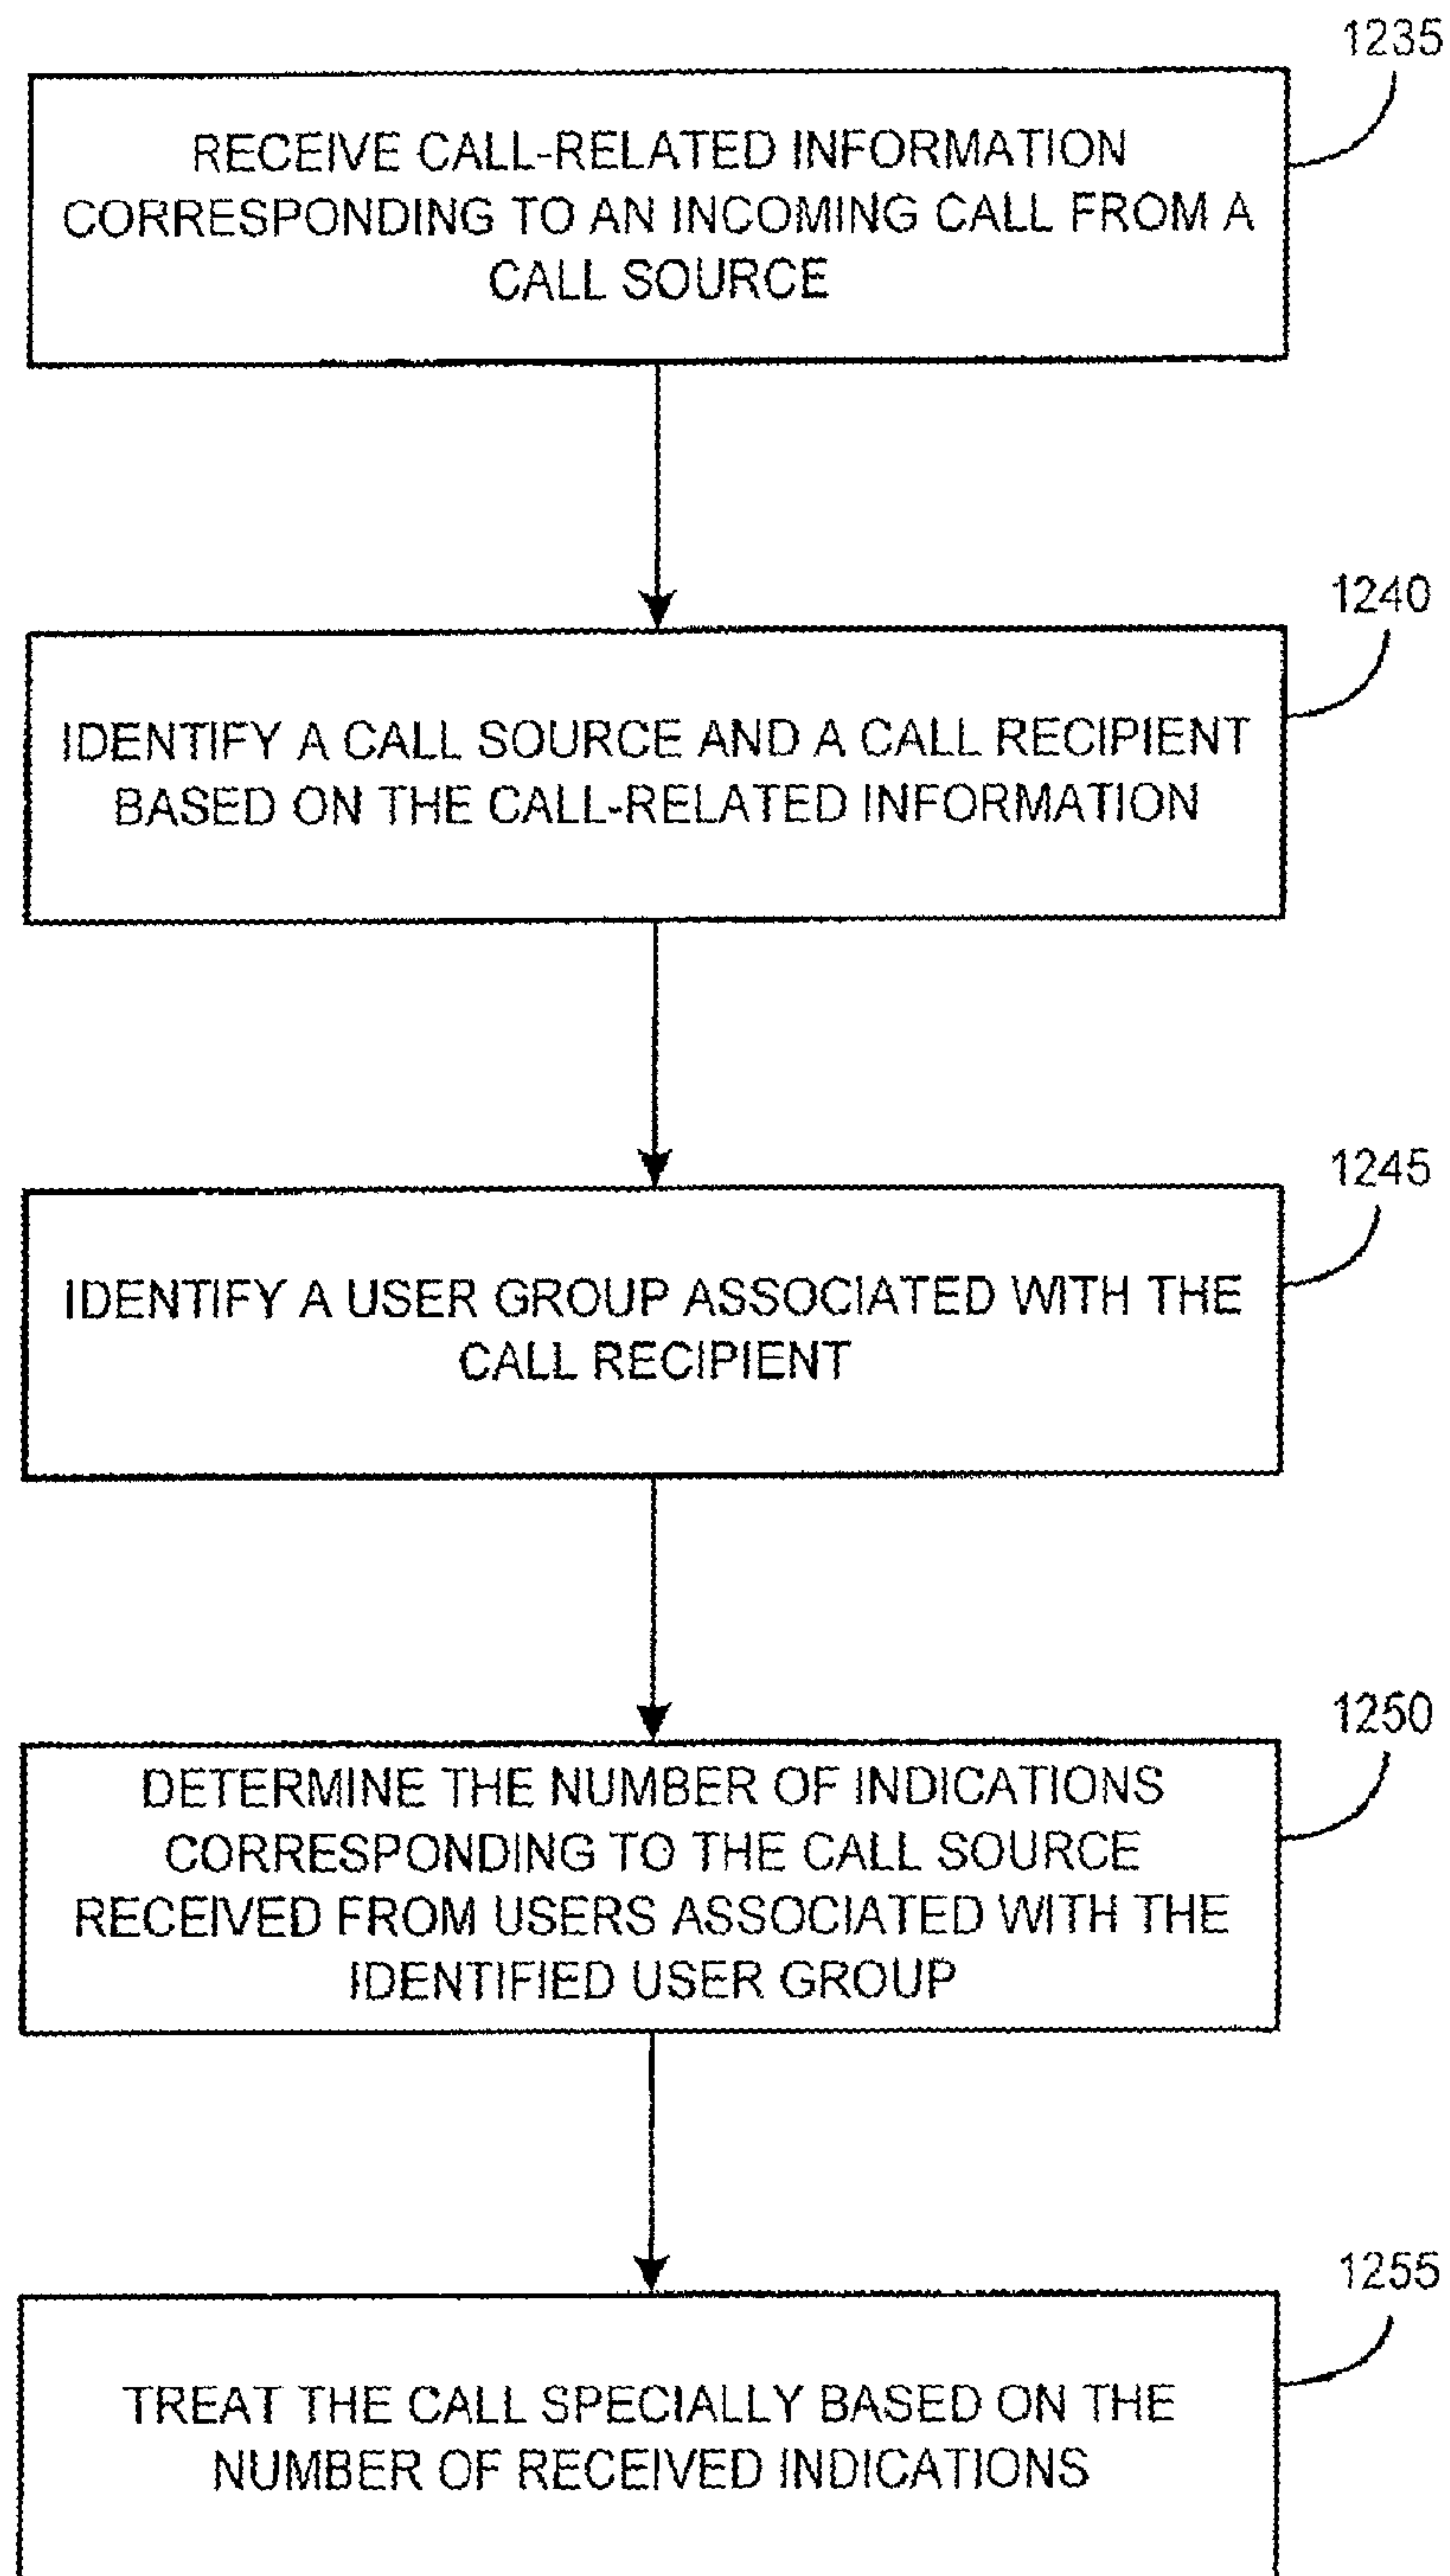 1235
RECEIVE CALL-RELATED INFORMATION
CORRESPONDING TO AN INCOMING CALL FROM A
CALL SOURCE
1240
IDENTIFY A CALL SOURCE AND A CALL RECIPIENT
BASED ON THE CALL-RELATED INFORMATION
1245
IDENTIFY A USER GROUP ASSOCIATED WITH THE
CALL RECIPIENT
1250
DETERMINE THE NUMBER OF INDICATIONS
CORRESPONDING TO THE CALL SOURCE
RECEIVED FROM USERS ASSOCIATED WITH THE
IDENTIFIED USER GROUP
1255
TREAT THE CALL SPECIALLY BASED ON THE
NUMBER OF RECEIVED INDICATIONS